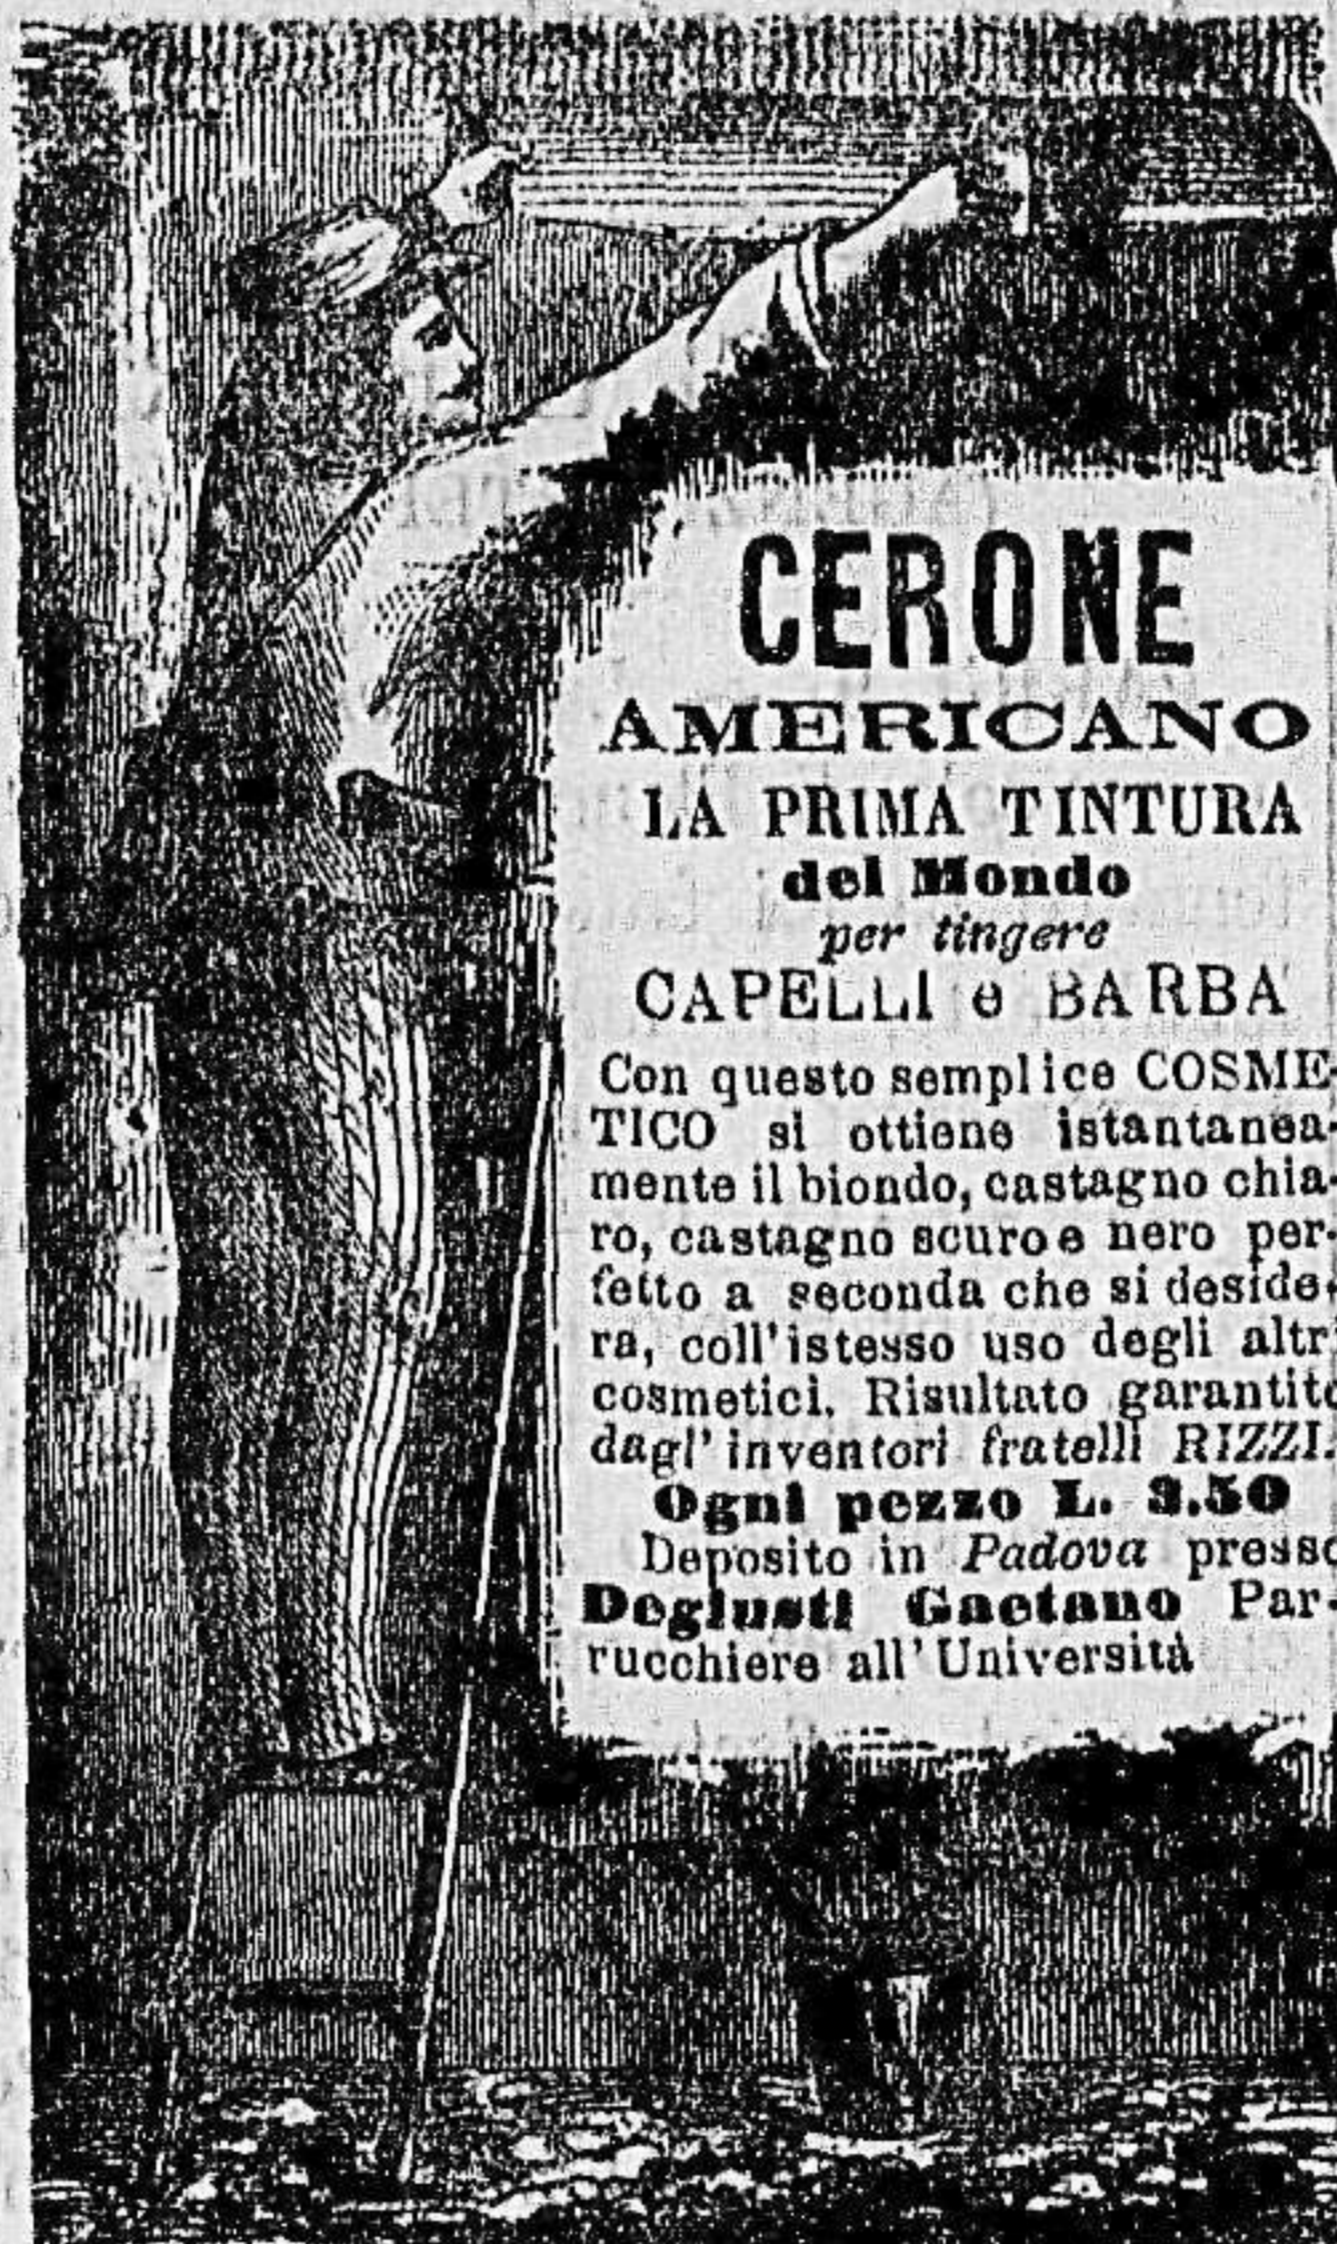 CERONE
AMERICANO
LA PRIMA TINTURA
del Mondo
per tingere
CAPELLI e BARBA
Con questo semplice COSME-
TICO si ottiene istantanea-
mente il biondo, castagno chia-
ro, castagno scuro e nero per-
fetto a seconda che si deside-
ra, coll'istesso uso degli altri
cosmetici. Risultato garantito
dagl'inventori fratelli RIZZI.
Ogni pezzo L. 3.50
Deposito in Padova presso
Degiusti Gaetano Par-
rucchiere all'Università